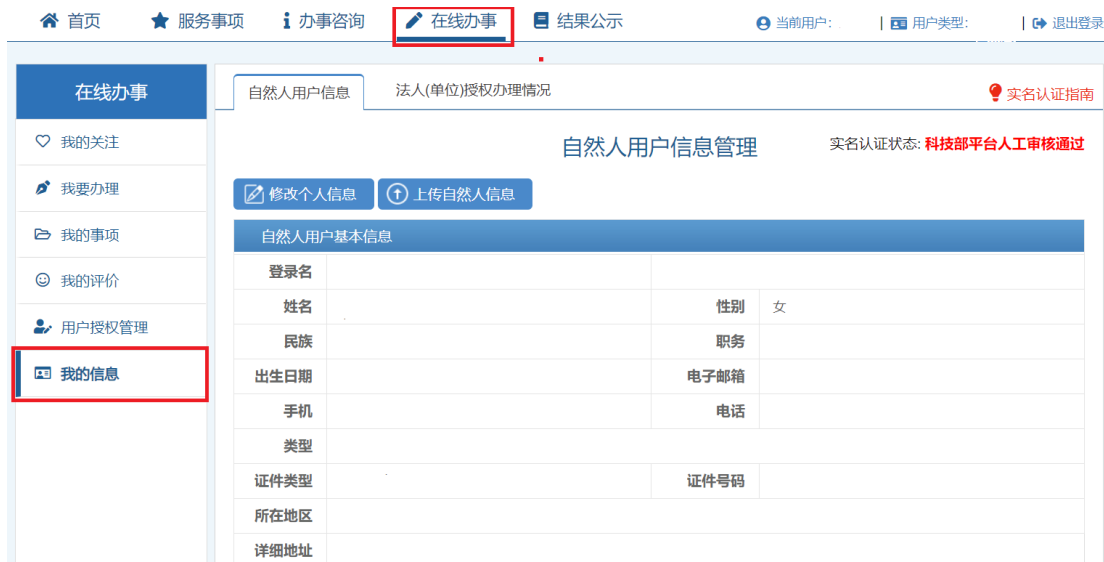 首页 服务事项 办事咨询 在线办事 结果公示 当前用户: | 用户类型: | 退出登录
在线办事
我的关注
我要办理
我的事项
我的评价
用户授权管理
我的信息
自然人用户信息 法人(单位)授权办理情况
实名认证指南
自然人用户信息管理 实名认证状态: 科技部平台人工审核通过
修改个人信息 上传自然人信息
自然人用户基本信息
登录名
姓名 性别 女
民族 职务
出生日期 电子邮箱
手机 电话
类型
证件类型 证件号码
所在地区
详细地址